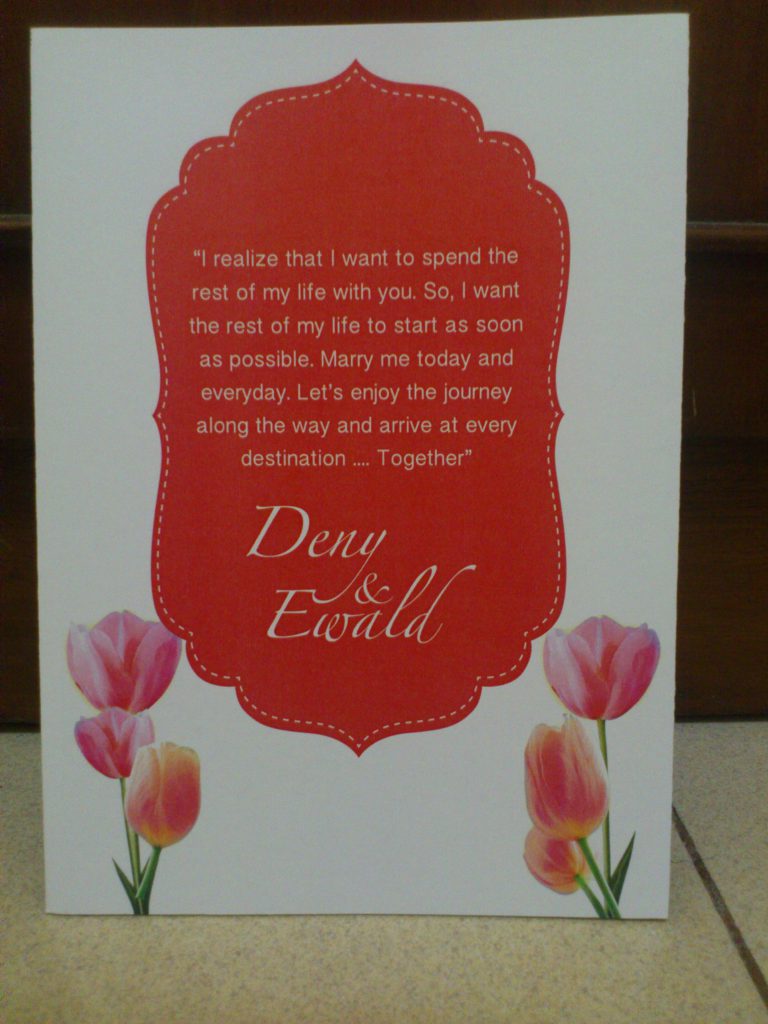 “I realize that I want to spend the
rest of my life with you. So, I want
the rest of my life to start as soon
as possible. Marry me today and
everyday. Let's enjoy the journey
along the way and arrive at every
destination .... Together”
Deny
&
Ewald